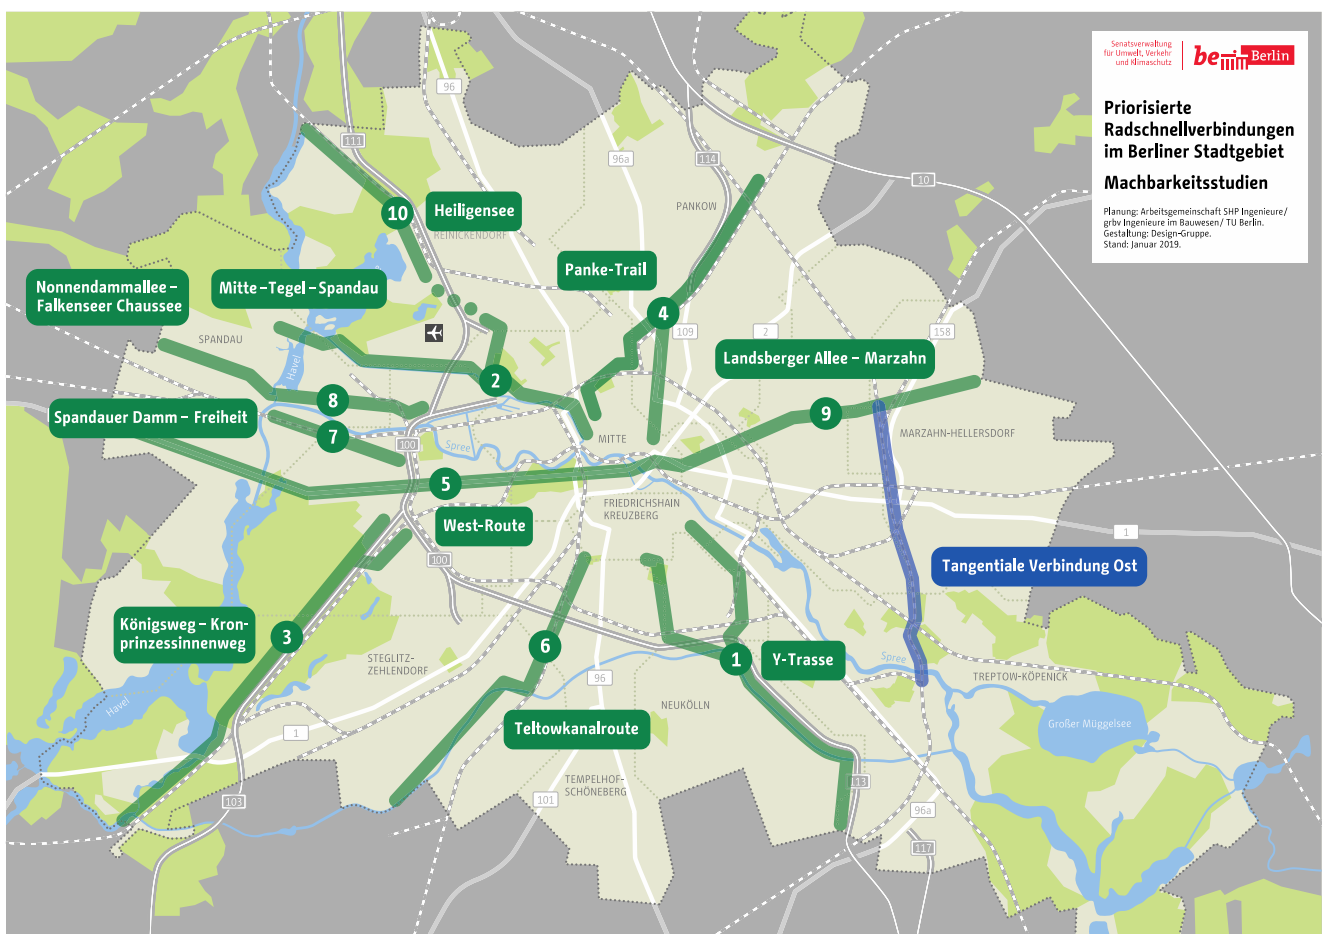 Senatsverwaltung
für Umwelt, Verkehr
und Klimaschutz
be Berlin
Priorisierte
Radschnellverbindungen
im Berliner Stadtgebiet
Machbarkeitsstudien
Planung: Arbeitsgemeinschaft SHP Ingenieure/
grbv Ingenieure im Bauwesen/ TU Berlin.
Gestaltung: Design-Gruppe.
Stand: Januar 2019.
96
111
96a
114
10
PANKOW
10
Heiligensee
REINICKENDORF
Panke-Trail
Nonnendammallee –
Falkenseer Chaussee
Mitte – Tegel – Spandau
4
109
2
158
SPANDAU
Havel
Landsberger Allee – Marzahn
2
8
9
Spandauer Damm – Freiheit
7
100
Spree
MITTE
MARZAHN-HELLERSDORF
5
West-Route
FRIEDRICHSHAIN
KREUZBERG
1
100
Tangentiale Verbindung Ost
Königsweg – Kron-
prinzessinnenweg
3
6
1
Y-Trasse
Spree
STEGLITZ-
ZEHLENDORF
96
TREPTOW-KÖPENICK
Havel
NEUKÖLLN
Großer Müggelsee
1
Teltowkanalroute
TEMPELHOF-
SCHÖNEBERG
113
103
101
96a
117